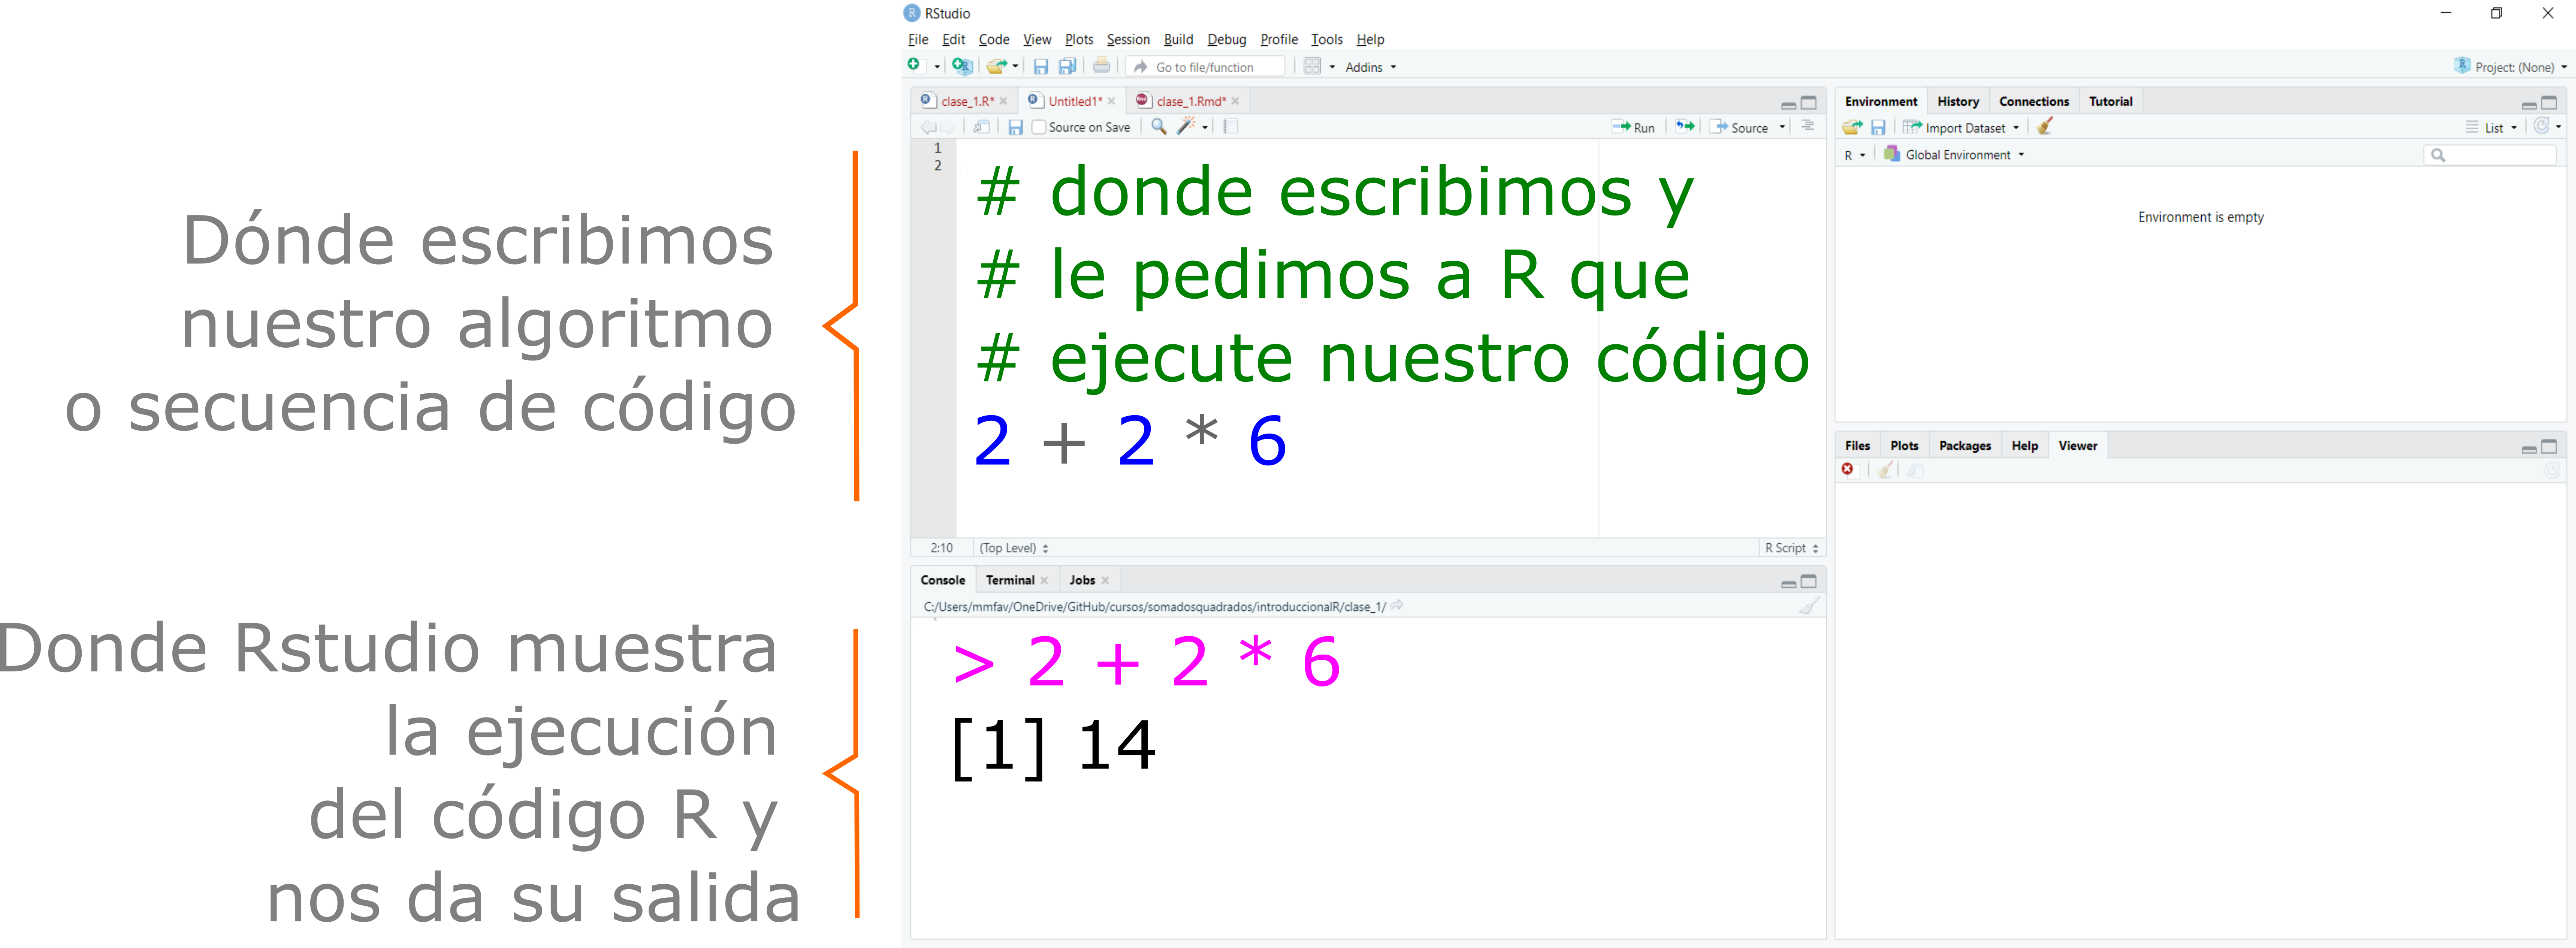 Dónde escribimos
nuestro algoritmo
o secuencia de código
Donde Rstudio muestra
la ejecución
del código R y
nos da su salida
RStudio
File Edit Code View Plots Session Build Debug Profile Tools Help
Go to file/function Addins
Project: (None)
clase_1.R* Untitled1* clase_1.Rmd*
Source on Save Run Source
1
2
# donde escribimos y
# le pedimos a R que
# ejecute nuestro código
2 + 2 * 6
2:10 (Top Level) R Script
Console Terminal Jobs
C:/Users/mmfav/OneDrive/GitHub/cursos/somadosquadrados/introduccionalR/clase_1/
> 2 + 2 * 6
[1] 14
Environment History Connections Tutorial
Import Dataset List
R Global Environment
Environment is empty
Files Plots Packages Help Viewer